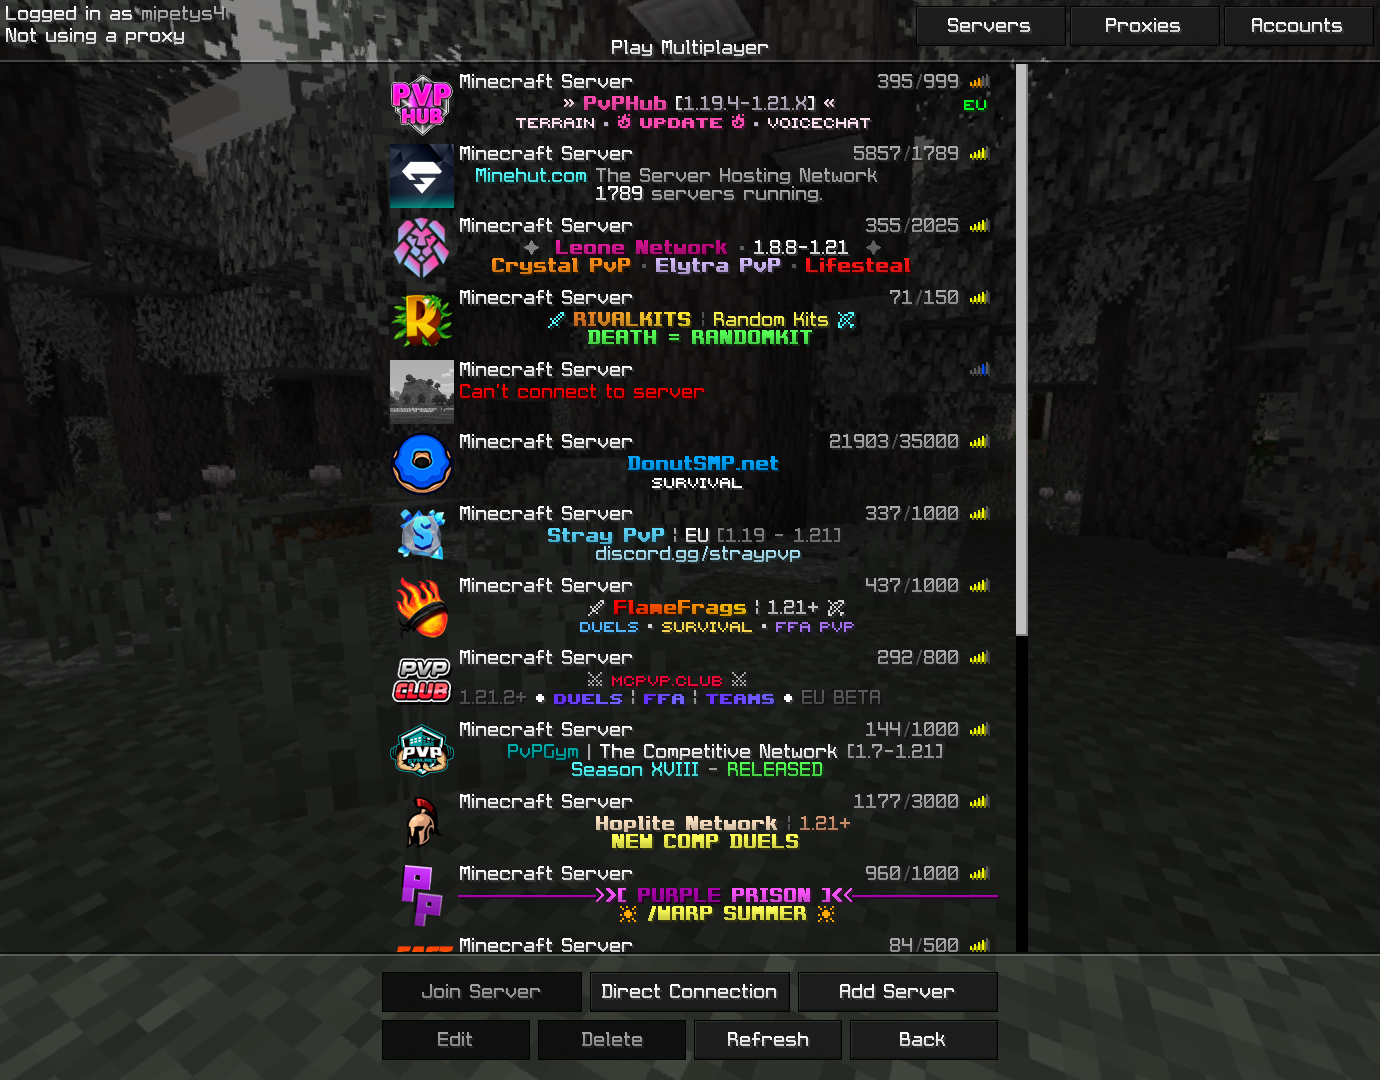 Logged in as mipetys4
Not using a proxy
Servers
Proxies
Accounts
Play Multiplayer
PVP
HUB
Minecraft Server 395/999
» PvPHub [1.19.4-1.21.X] « EU
TERRAIN · UPDATE · VOICECHAT
Minecraft Server 5857/1789
Minehut.com The Server Hosting Network
1789 servers running.
Minecraft Server 355/2025
Leone Network · 1.8.8-1.21
Crystal PvP · Elytra PvP · Lifesteal
R
Minecraft Server 71/150
RIVALKITS ¦ Random Kits
DEATH = RANDOMKIT
Minecraft Server
Can't connect to server
Minecraft Server 21903/35000
DonutSMP.net
SURVIVAL
S
Minecraft Server 337/1000
Stray PvP ¦ EU [1.19 - 1.21]
discord.gg/straypvp
Minecraft Server 437/1000
FlameFrags ¦ 1.21+
DUELS • SURVIVAL • FFA PVP
PVP
CLUB
Minecraft Server 292/800
MCPVP.CLUB
1.21.2+ ● DUELS ¦ FFA ¦ TEAMS ● EU BETA
PVP
Minecraft Server 144/1000
PvPGym | The Competitive Network [1.7-1.21]
Season XVIII - RELEASED
Minecraft Server 1177/3000
Hoplite Network ¦ 1.21+
NEW COMP DUELS
PP
Minecraft Server 960/1000
>>[ PURPLE PRISON ]<<
/WARP SUMMER
Minecraft Server 84/500
Join Server
Direct Connection
Add Server
Edit
Delete
Refresh
Back